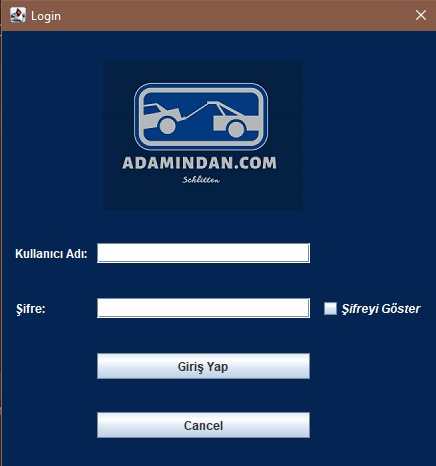 Login
ADAMINDAN.COM
Schlitten
Kullanıcı Adı:
Şifre:
Şifreyi Göster
Giriş Yap
Cancel